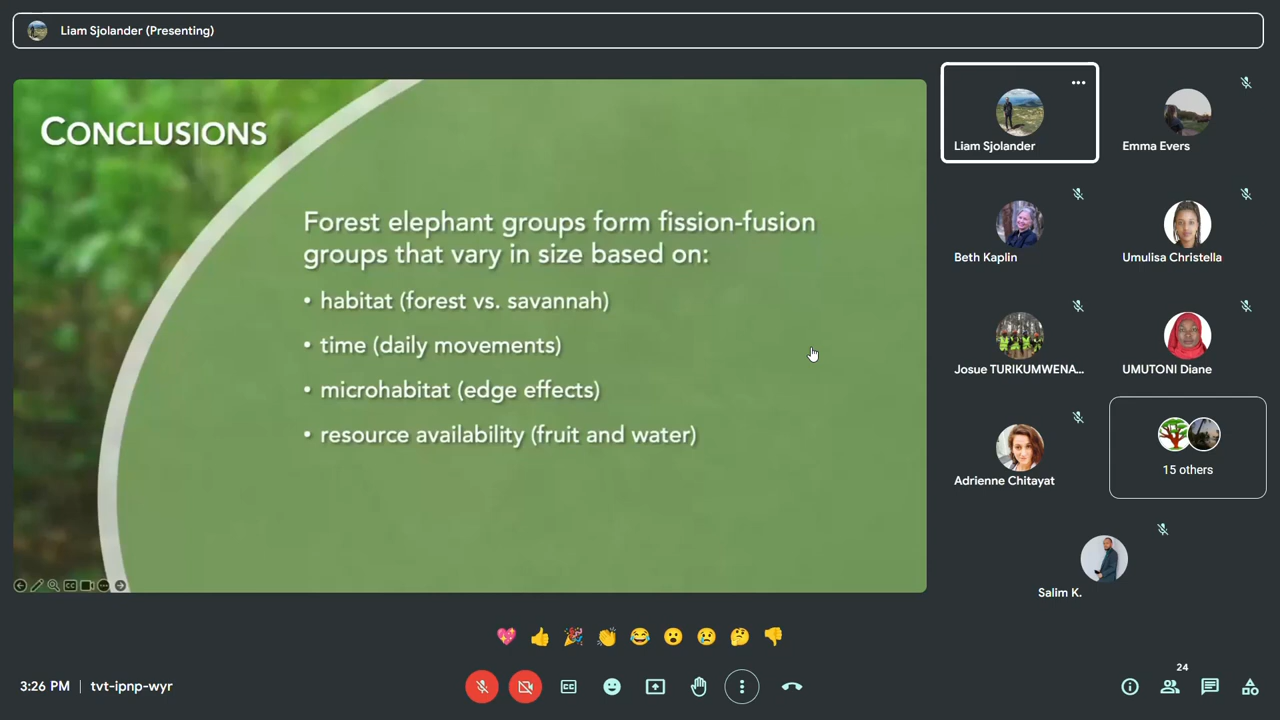 Liam Sjolander (Presenting)
CONCLUSIONS
Forest elephant groups form fission-fusion
groups that vary in size based on:
• habitat (forest vs. savannah)
• time (daily movements)
• microhabitat (edge effects)
• resource availability (fruit and water)
Liam Sjolander
Emma Evers
Beth Kaplin
Umulisa Christella
Josue TURIKUMWENA...
UMUTONI Diane
Adrienne Chitayat
15 others
Salim K.
3:26 PM | tvt-ipnp-wyr
24